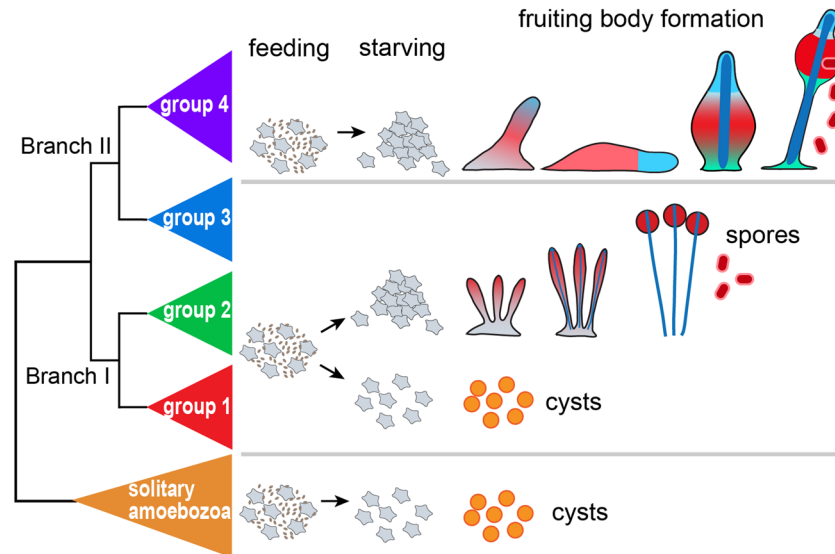 fruiting body formation
feeding
starving
group 4
Branch II
group 3
spores
group 2
Branch I
group 1
cysts
solitary
amoebozoa
cysts